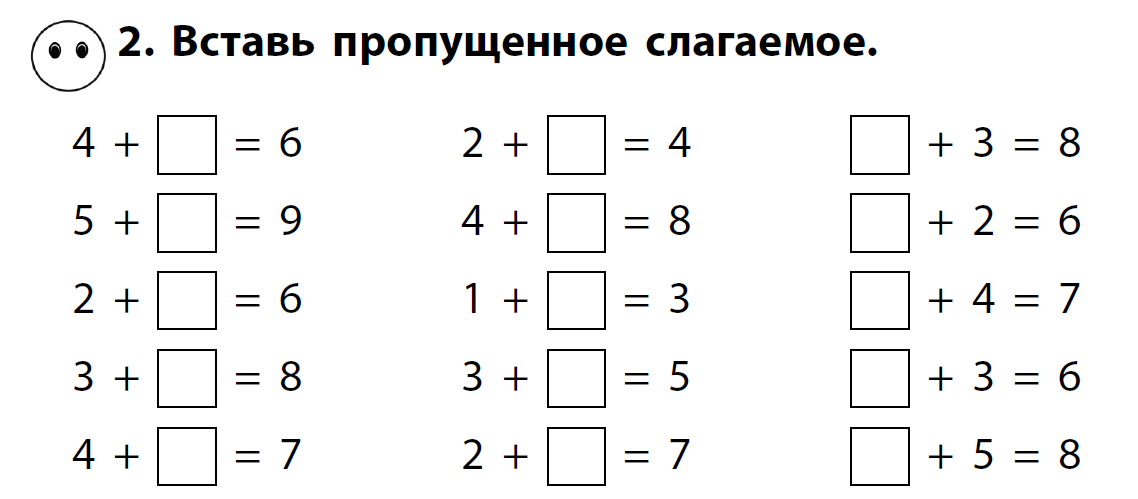 2. Вставь пропущенное слагаемое.
4 + □ = 6 2 + □ = 4 □ + 3 = 8
5 + □ = 9 4 + □ = 8 □ + 2 = 6
2 + □ = 6 1 + □ = 3 □ + 4 = 7
3 + □ = 8 3 + □ = 5 □ + 3 = 6
4 + □ = 7 2 + □ = 7 □ + 5 = 8